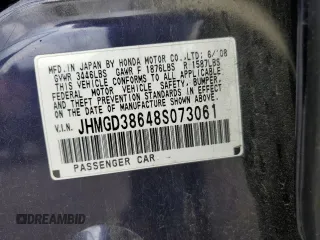 MFD. IN JAPAN BY HONDA MOTOR CO.,LTD.; 6/'08
GVWR 3446LBS GAWR F 1876LBS R 1587LBS
THIS VEHICLE CONFORMS TO ALL APPLICABLE
FEDERAL MOTOR VEHICLE SAFETY, BUMPER,
AND THEFT PREVENTION STANDARDS IN EFFECT
ON THE DATE OF MANUFACTURE SHOWN ABOVE.
V.I.N. JHMGD38648S073061
PASSENGER CAR
DREAMBID